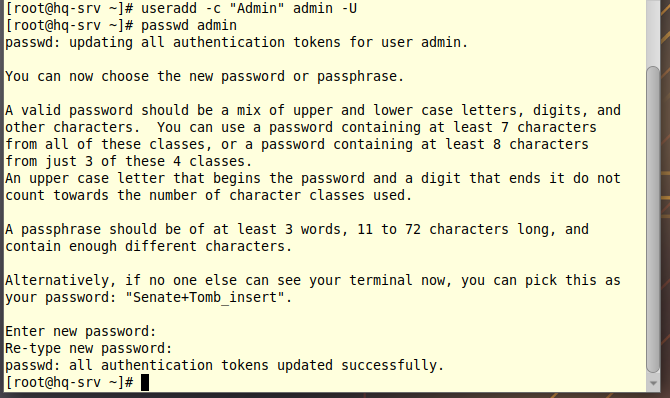 [root@hq-srv ~]# useradd -c "Admin" admin -U
[root@hq-srv ~]# passwd admin
passwd: updating all authentication tokens for user admin.
You can now choose the new password or passphrase.
A valid password should be a mix of upper and lower case letters, digits, and
other characters.  You can use a password containing at least 7 characters
from all of these classes, or a password containing at least 8 characters
from just 3 of these 4 classes.
An upper case letter that begins the password and a digit that ends it do not
count towards the number of character classes used.
A passphrase should be of at least 3 words, 11 to 72 characters long, and
contain enough different characters.
Alternatively, if no one else can see your terminal now, you can pick this as
your password: "Senate+Tomb_insert".
Enter new password:
Re-type new password:
passwd: all authentication tokens updated successfully.
[root@hq-srv ~]#